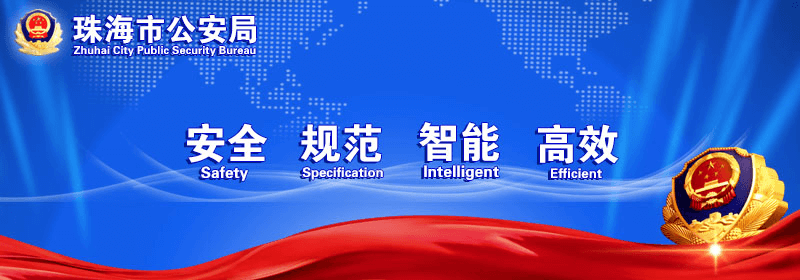 珠海市公安局
Zhuhai City Public Security Bureau
安全 规范 智能 高效
Safety Specification Intelligent Efficient